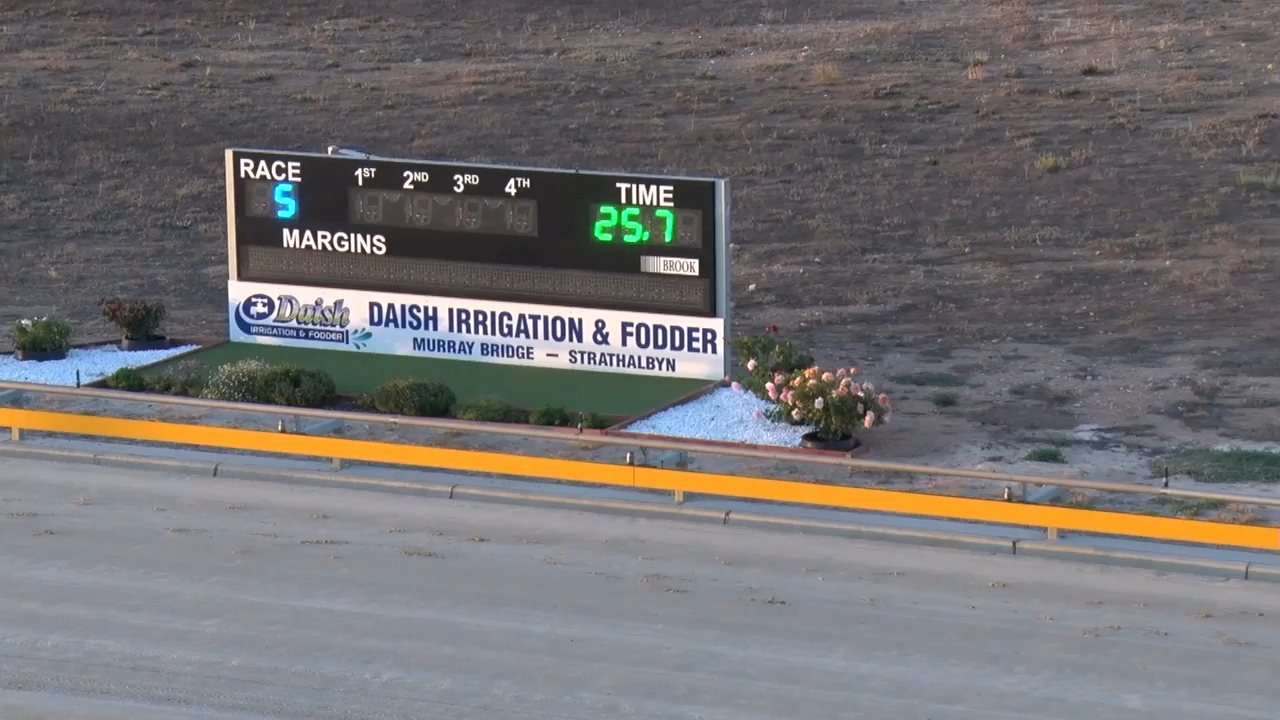 RACE 1ST 2ND 3RD 4TH TIME
5 25.7
MARGINS
BROOK
Daish
IRRIGATION & FODDER
DAISH IRRIGATION & FODDER
MURRAY BRIDGE — STRATHALBYN